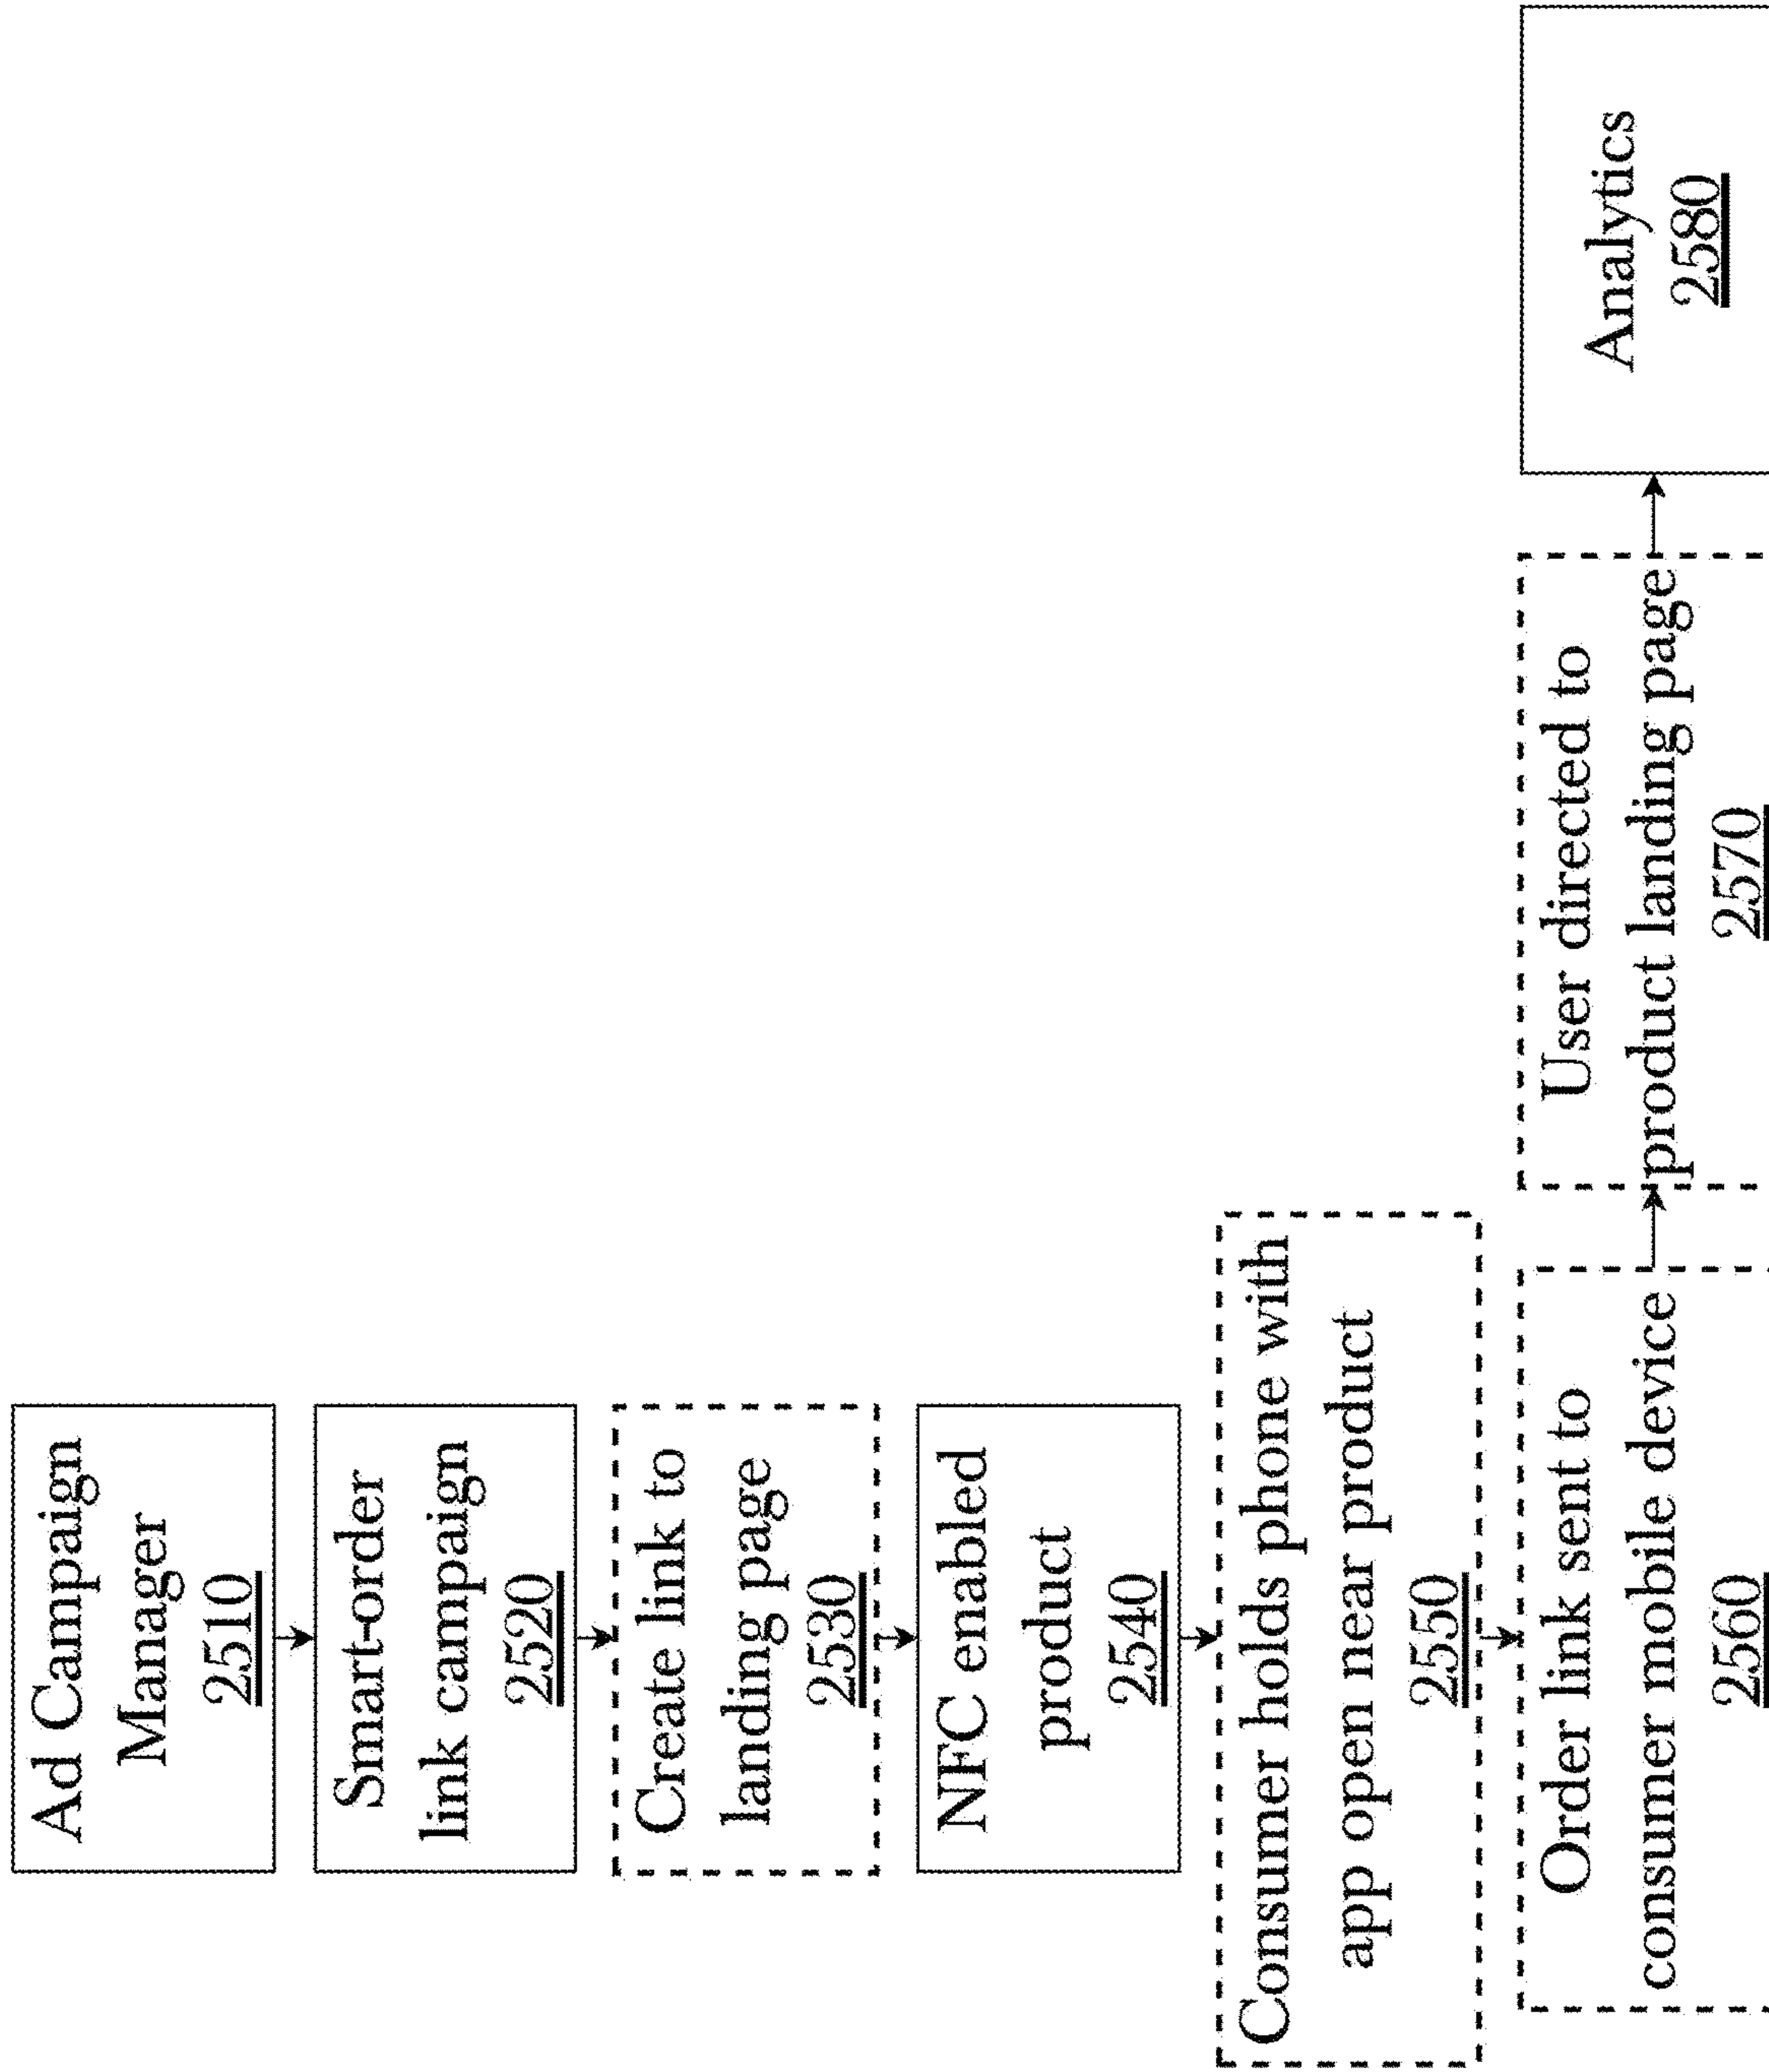 Ad Campaign
Manager
2510
Smart-order
link campaign
2520
Create link to
landing page
2530
NFC enabled
product
2540
Consumer holds phone with
app open near product
2550
Order link sent to
consumer mobile device
2560
User directed to
product landing page
2570
Analytics
2580